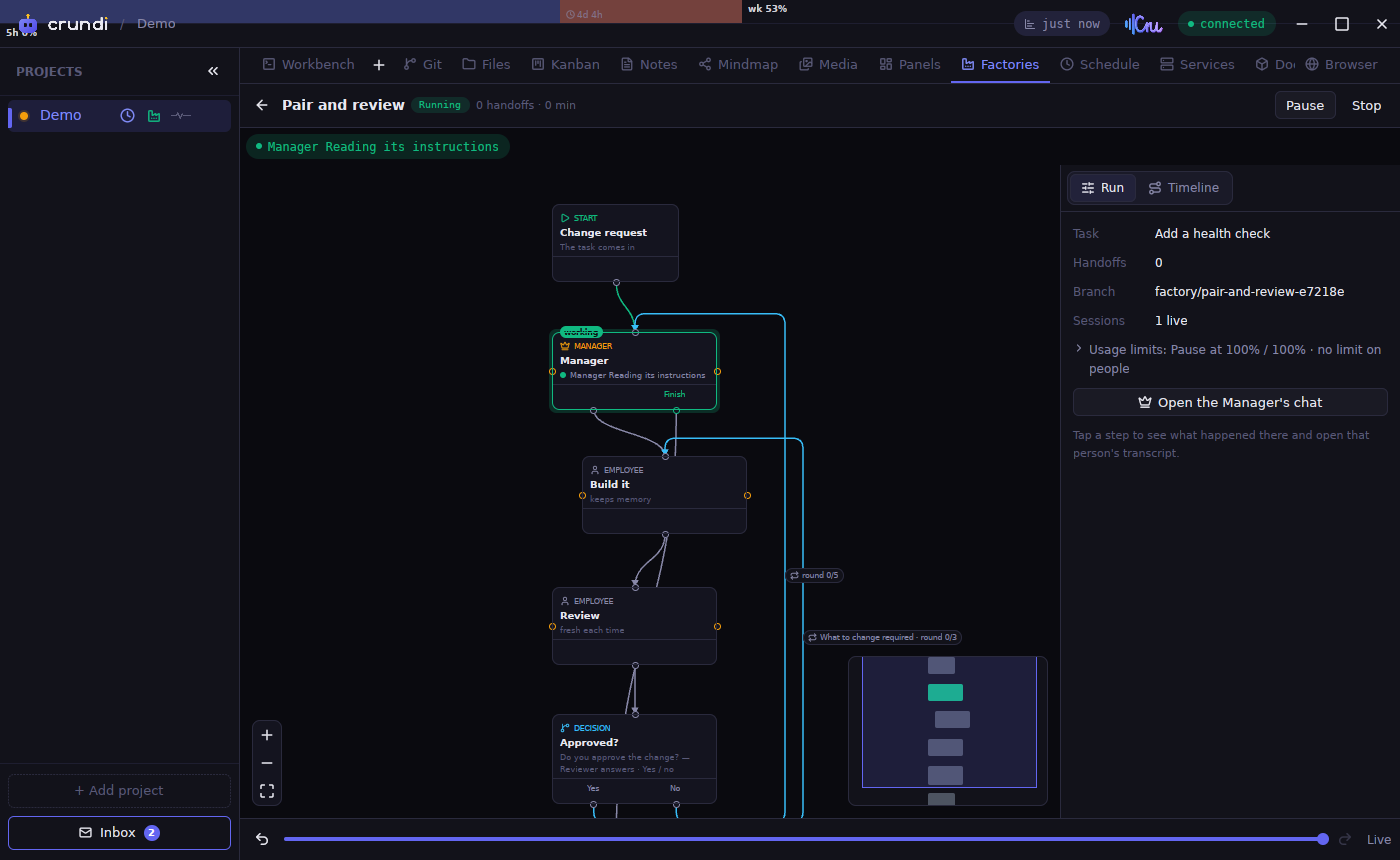 5h 0%
4d 4h
wk 53%
crundi / Demo
just now
Cru
connected
PROJECTS
Workbench
Git
Files
Kanban
Notes
Mindmap
Media
Panels
Factories
Schedule
Services
Doc
Browser
Demo
Pair and review
Running
0 handoffs · 0 min
Pause
Stop
Manager Reading its instructions
Run
Timeline
START
Change request
The task comes in
working
MANAGER
Manager
Manager Reading its instructions
Finish
EMPLOYEE
Build it
keeps memory
round 0/5
EMPLOYEE
Review
fresh each time
What to change required · round 0/3
DECISION
Approved?
Do you approve the change? —
Reviewer answers · Yes / no
Yes
No
Task Add a health check
Handoffs 0
Branch factory/pair-and-review-e7218e
Sessions 1 live
Usage limits: Pause at 100% / 100% · no limit on
people
Open the Manager's chat
Tap a step to see what happened there and open that
person's transcript.
+ Add project
Inbox 2
Live